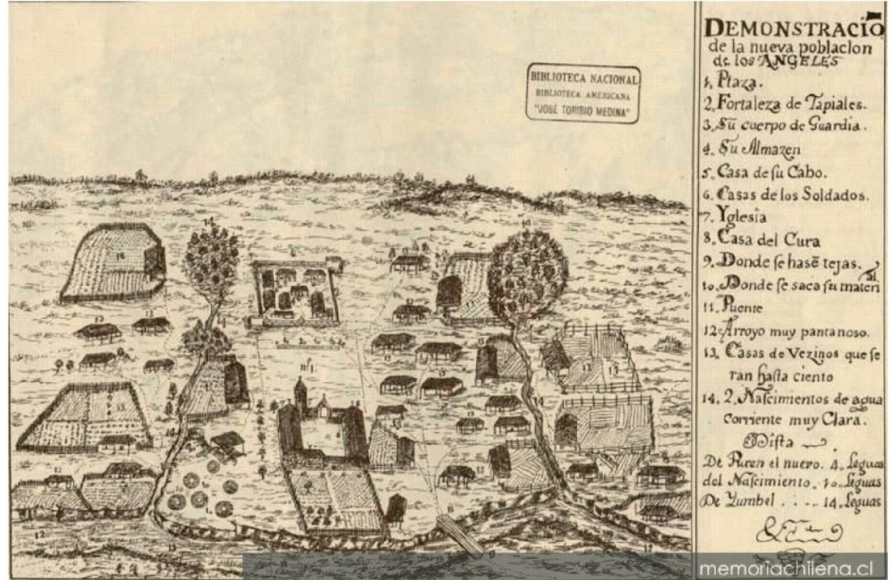 DEMONSTRACIÕ
de la nueva poblacion
de los ANGELES
1. Plaza.
2. Fortaleza de Tapiales.
3. Su cuerpo de Guardia.
4. Su Almazen
5. Casa de su Cabo.
6. Casas de los Soldados.
7. Yglesia
8. Casa del Cura
9. Donde se hasẽ tejas.
10. Donde se saca su materi
al
11. Puente
12. Arroyo muy pantanoso.
13. Casas de Vezinos que se
ran hasta ciento
14. 2. Nascimientos de agua
corriente muy Clara.
Dista
De Puren el nuevo. 4. Leguas
del Nascimiento. 10. Leguas
De Yumbel . . . . 14. Leguas
BIBLIOTECA NACIONAL
BIBLIOTECA AMERICANA
"JOSÉ TORIBIO MEDINA"
memoriachilena.cl